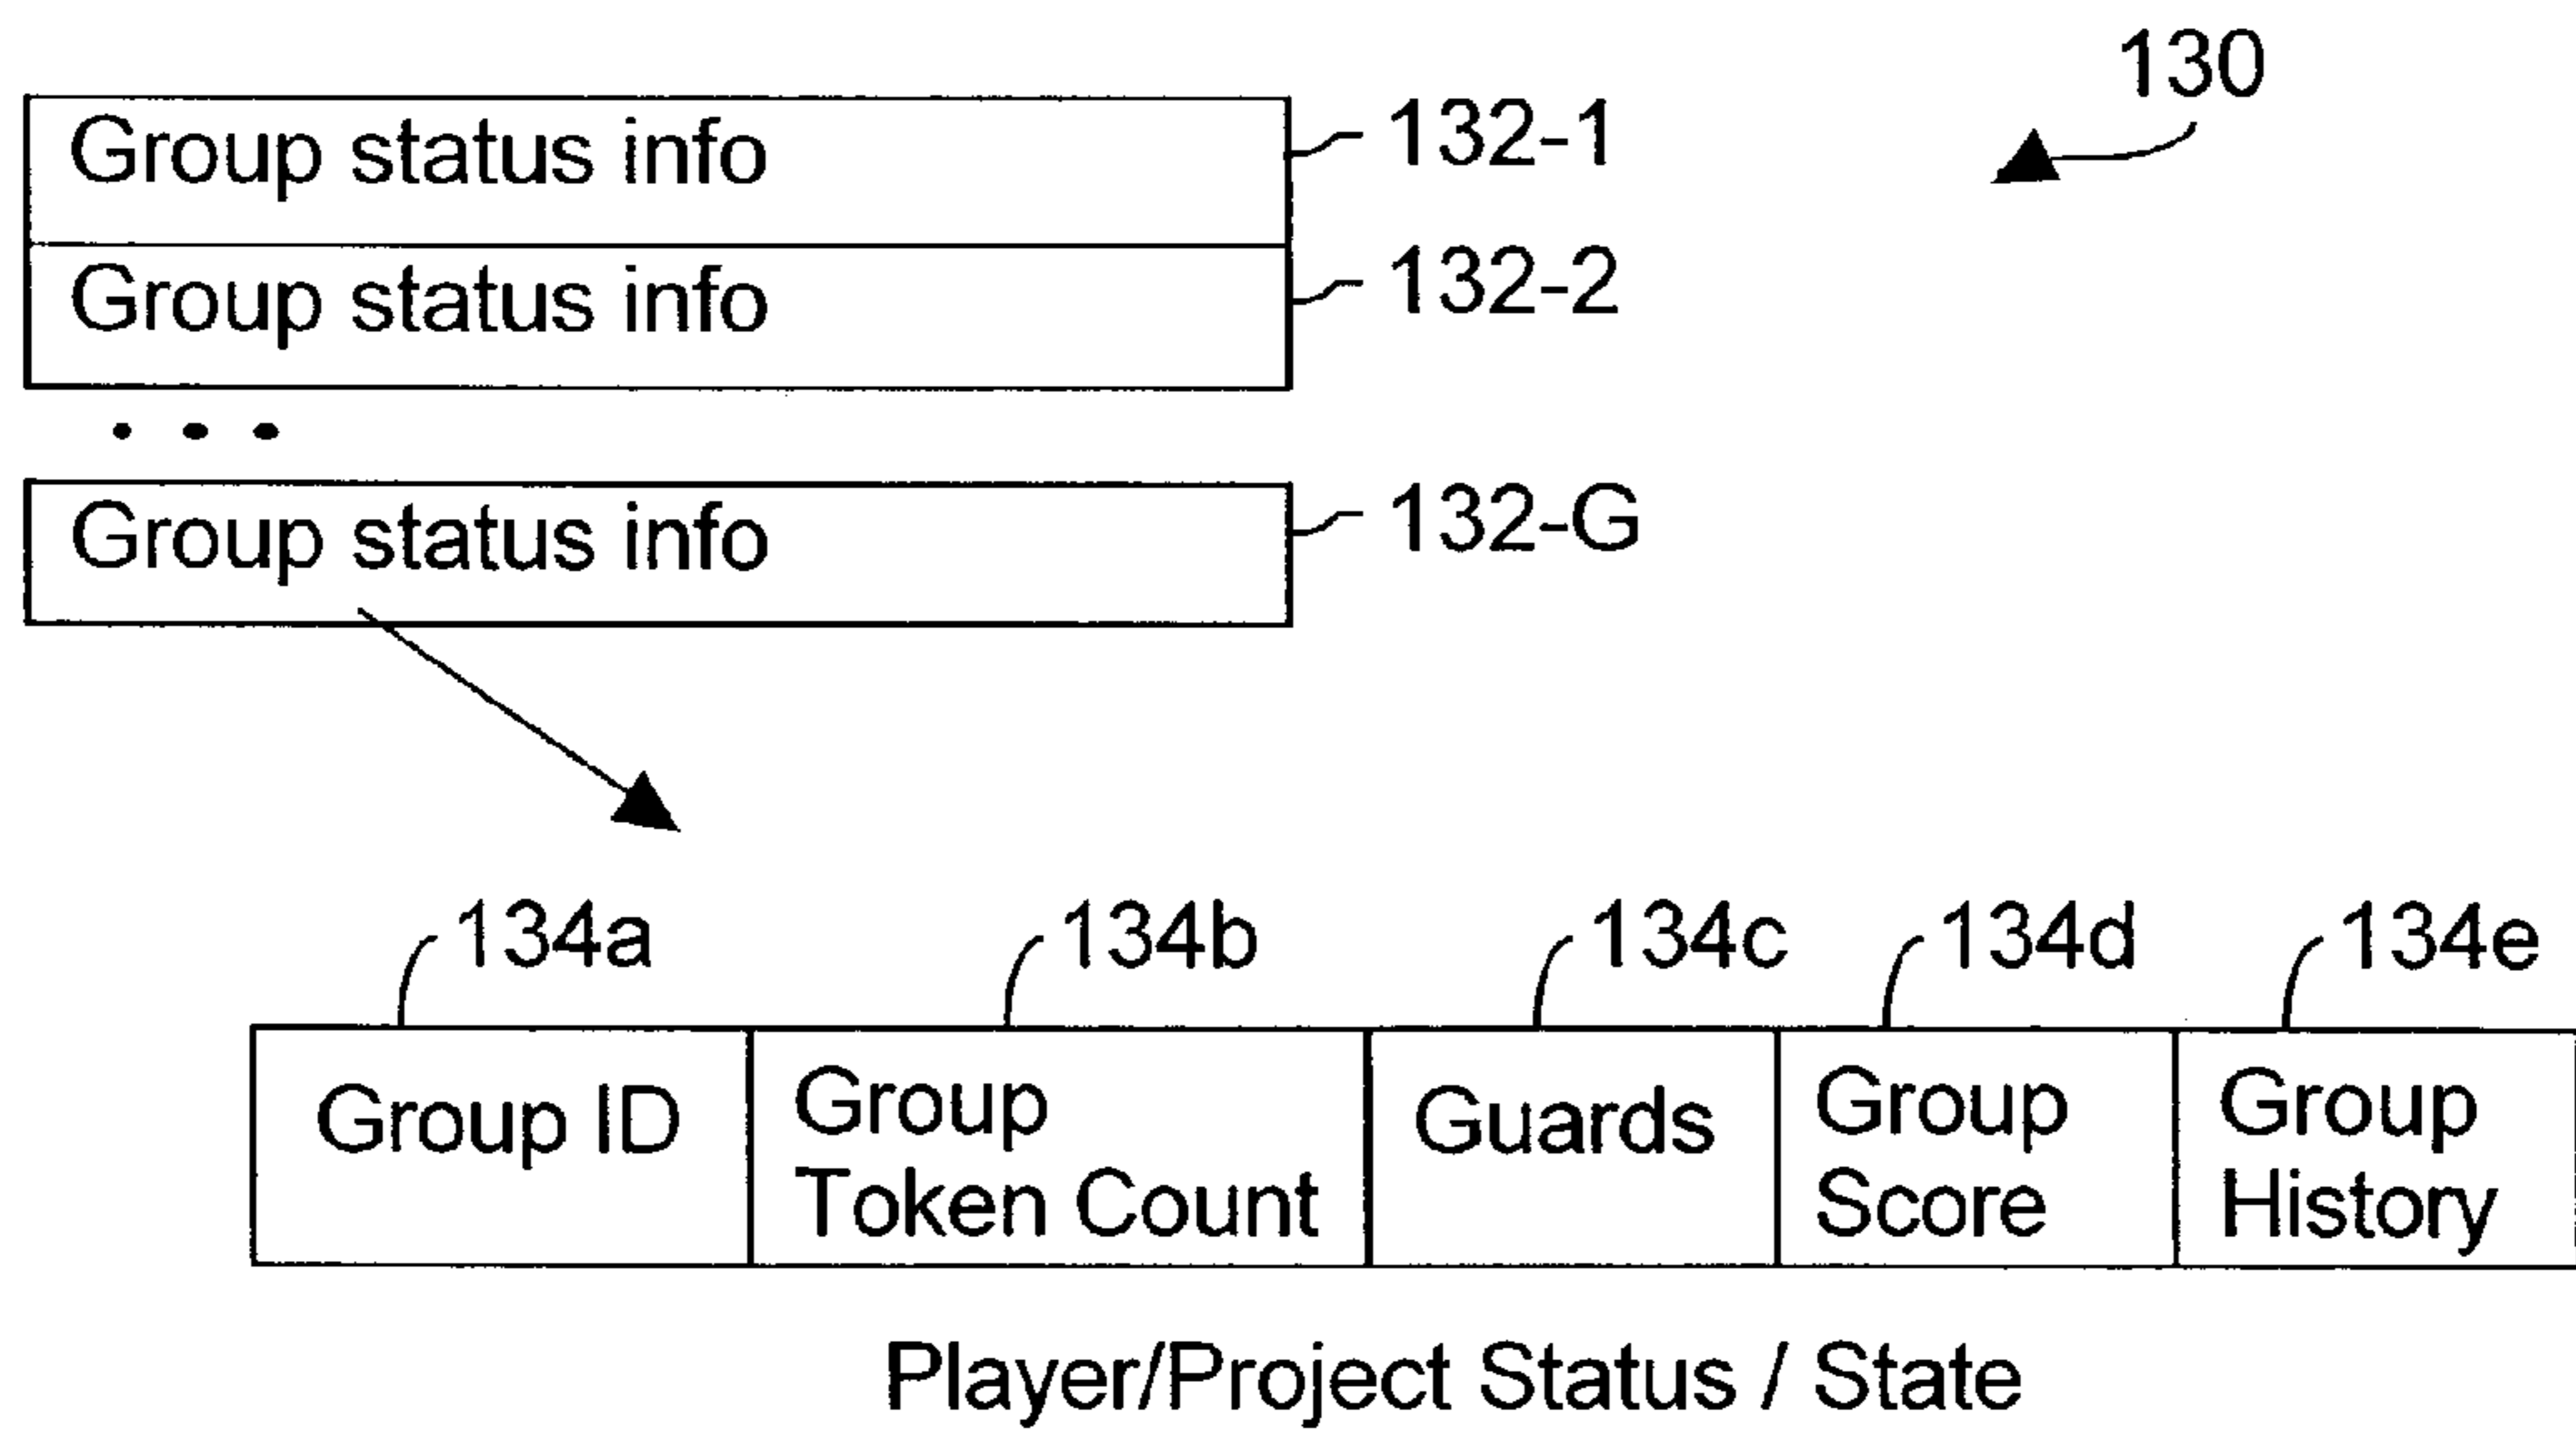 130
Group status info 132-1
Group status info 132-2
. . .
Group status info 132-G
134a 134b 134c 134d 134e
Group ID
Group
Token Count
Guards
Group
Score
Group
History
Player/Project Status / State